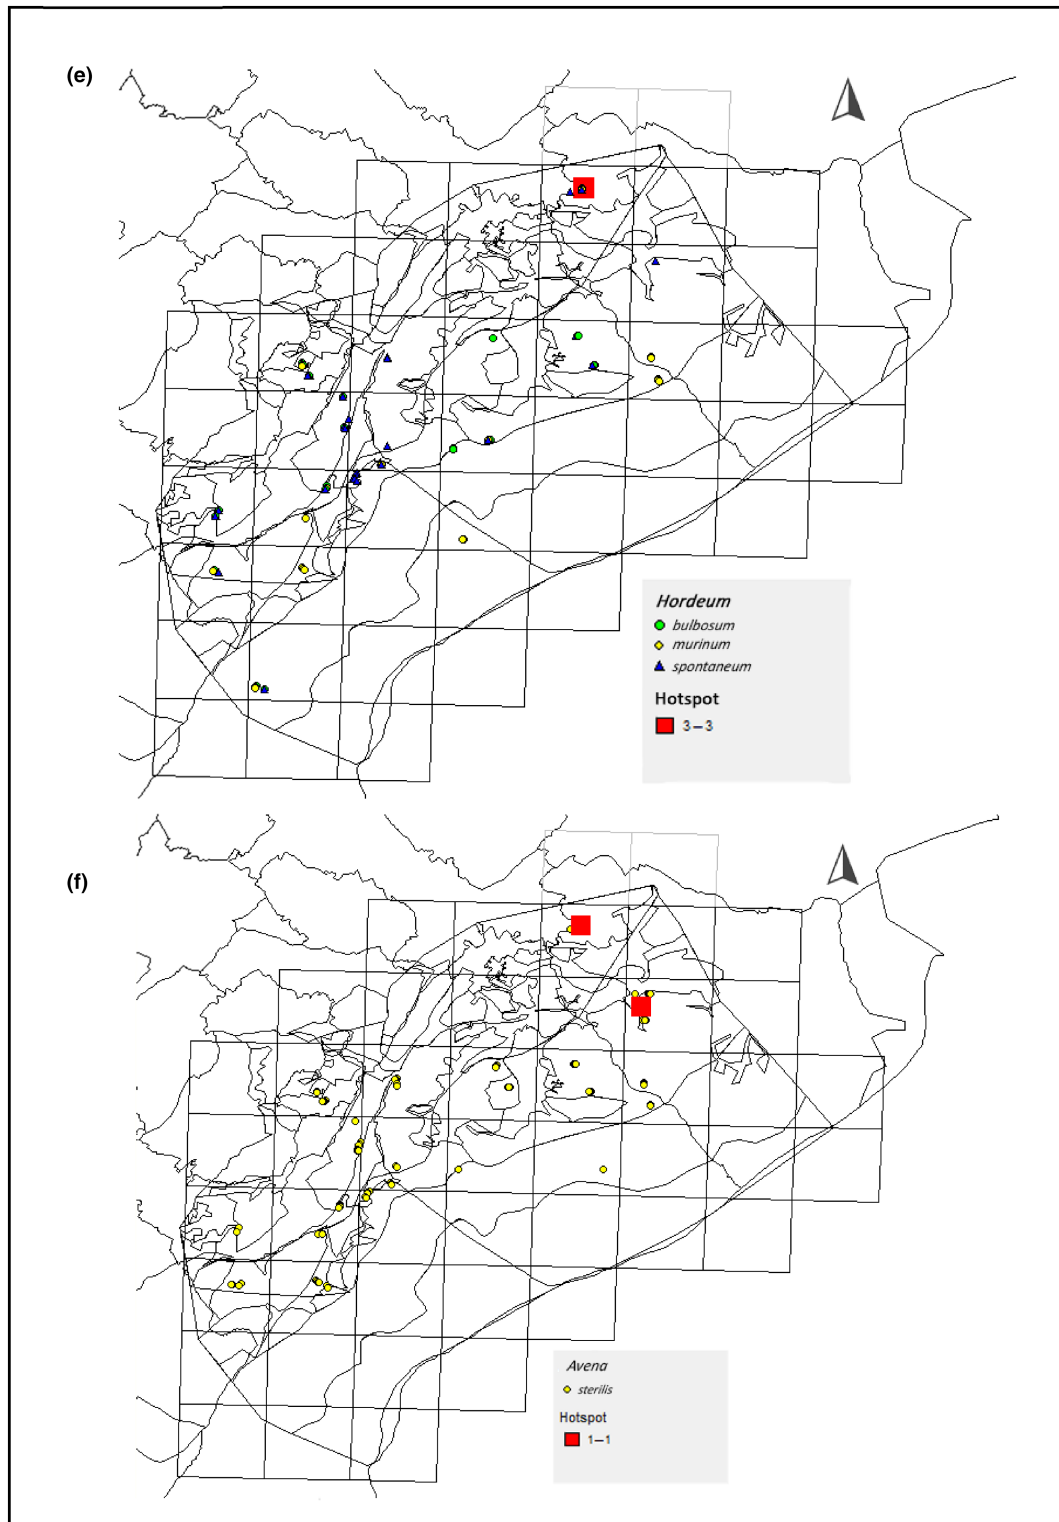 (e)
Hordeum
bulbosum
murinum
spontaneum
Hotspot
3 – 3
(f)
Avena
sterilis
Hotspot
1 – 1